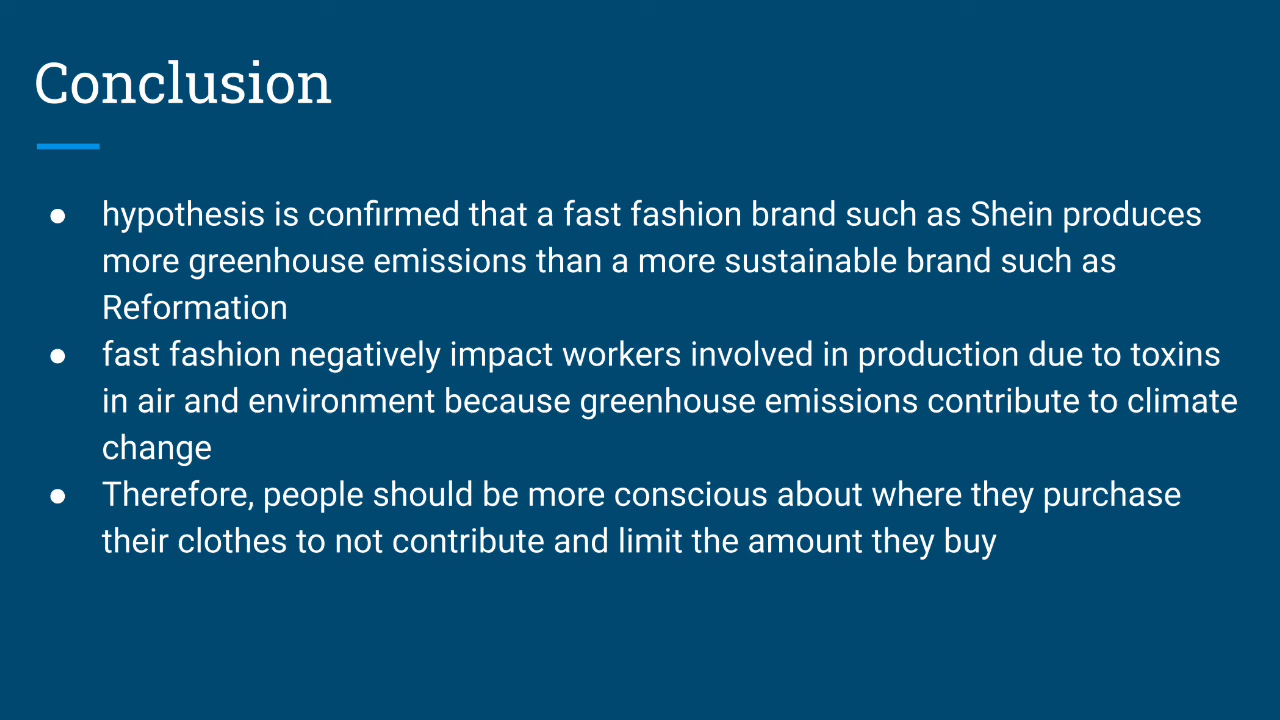 Conclusion
● hypothesis is confirmed that a fast fashion brand such as Shein produces
more greenhouse emissions than a more sustainable brand such as
Reformation
● fast fashion negatively impact workers involved in production due to toxins
in air and environment because greenhouse emissions contribute to climate
change
● Therefore, people should be more conscious about where they purchase
their clothes to not contribute and limit the amount they buy